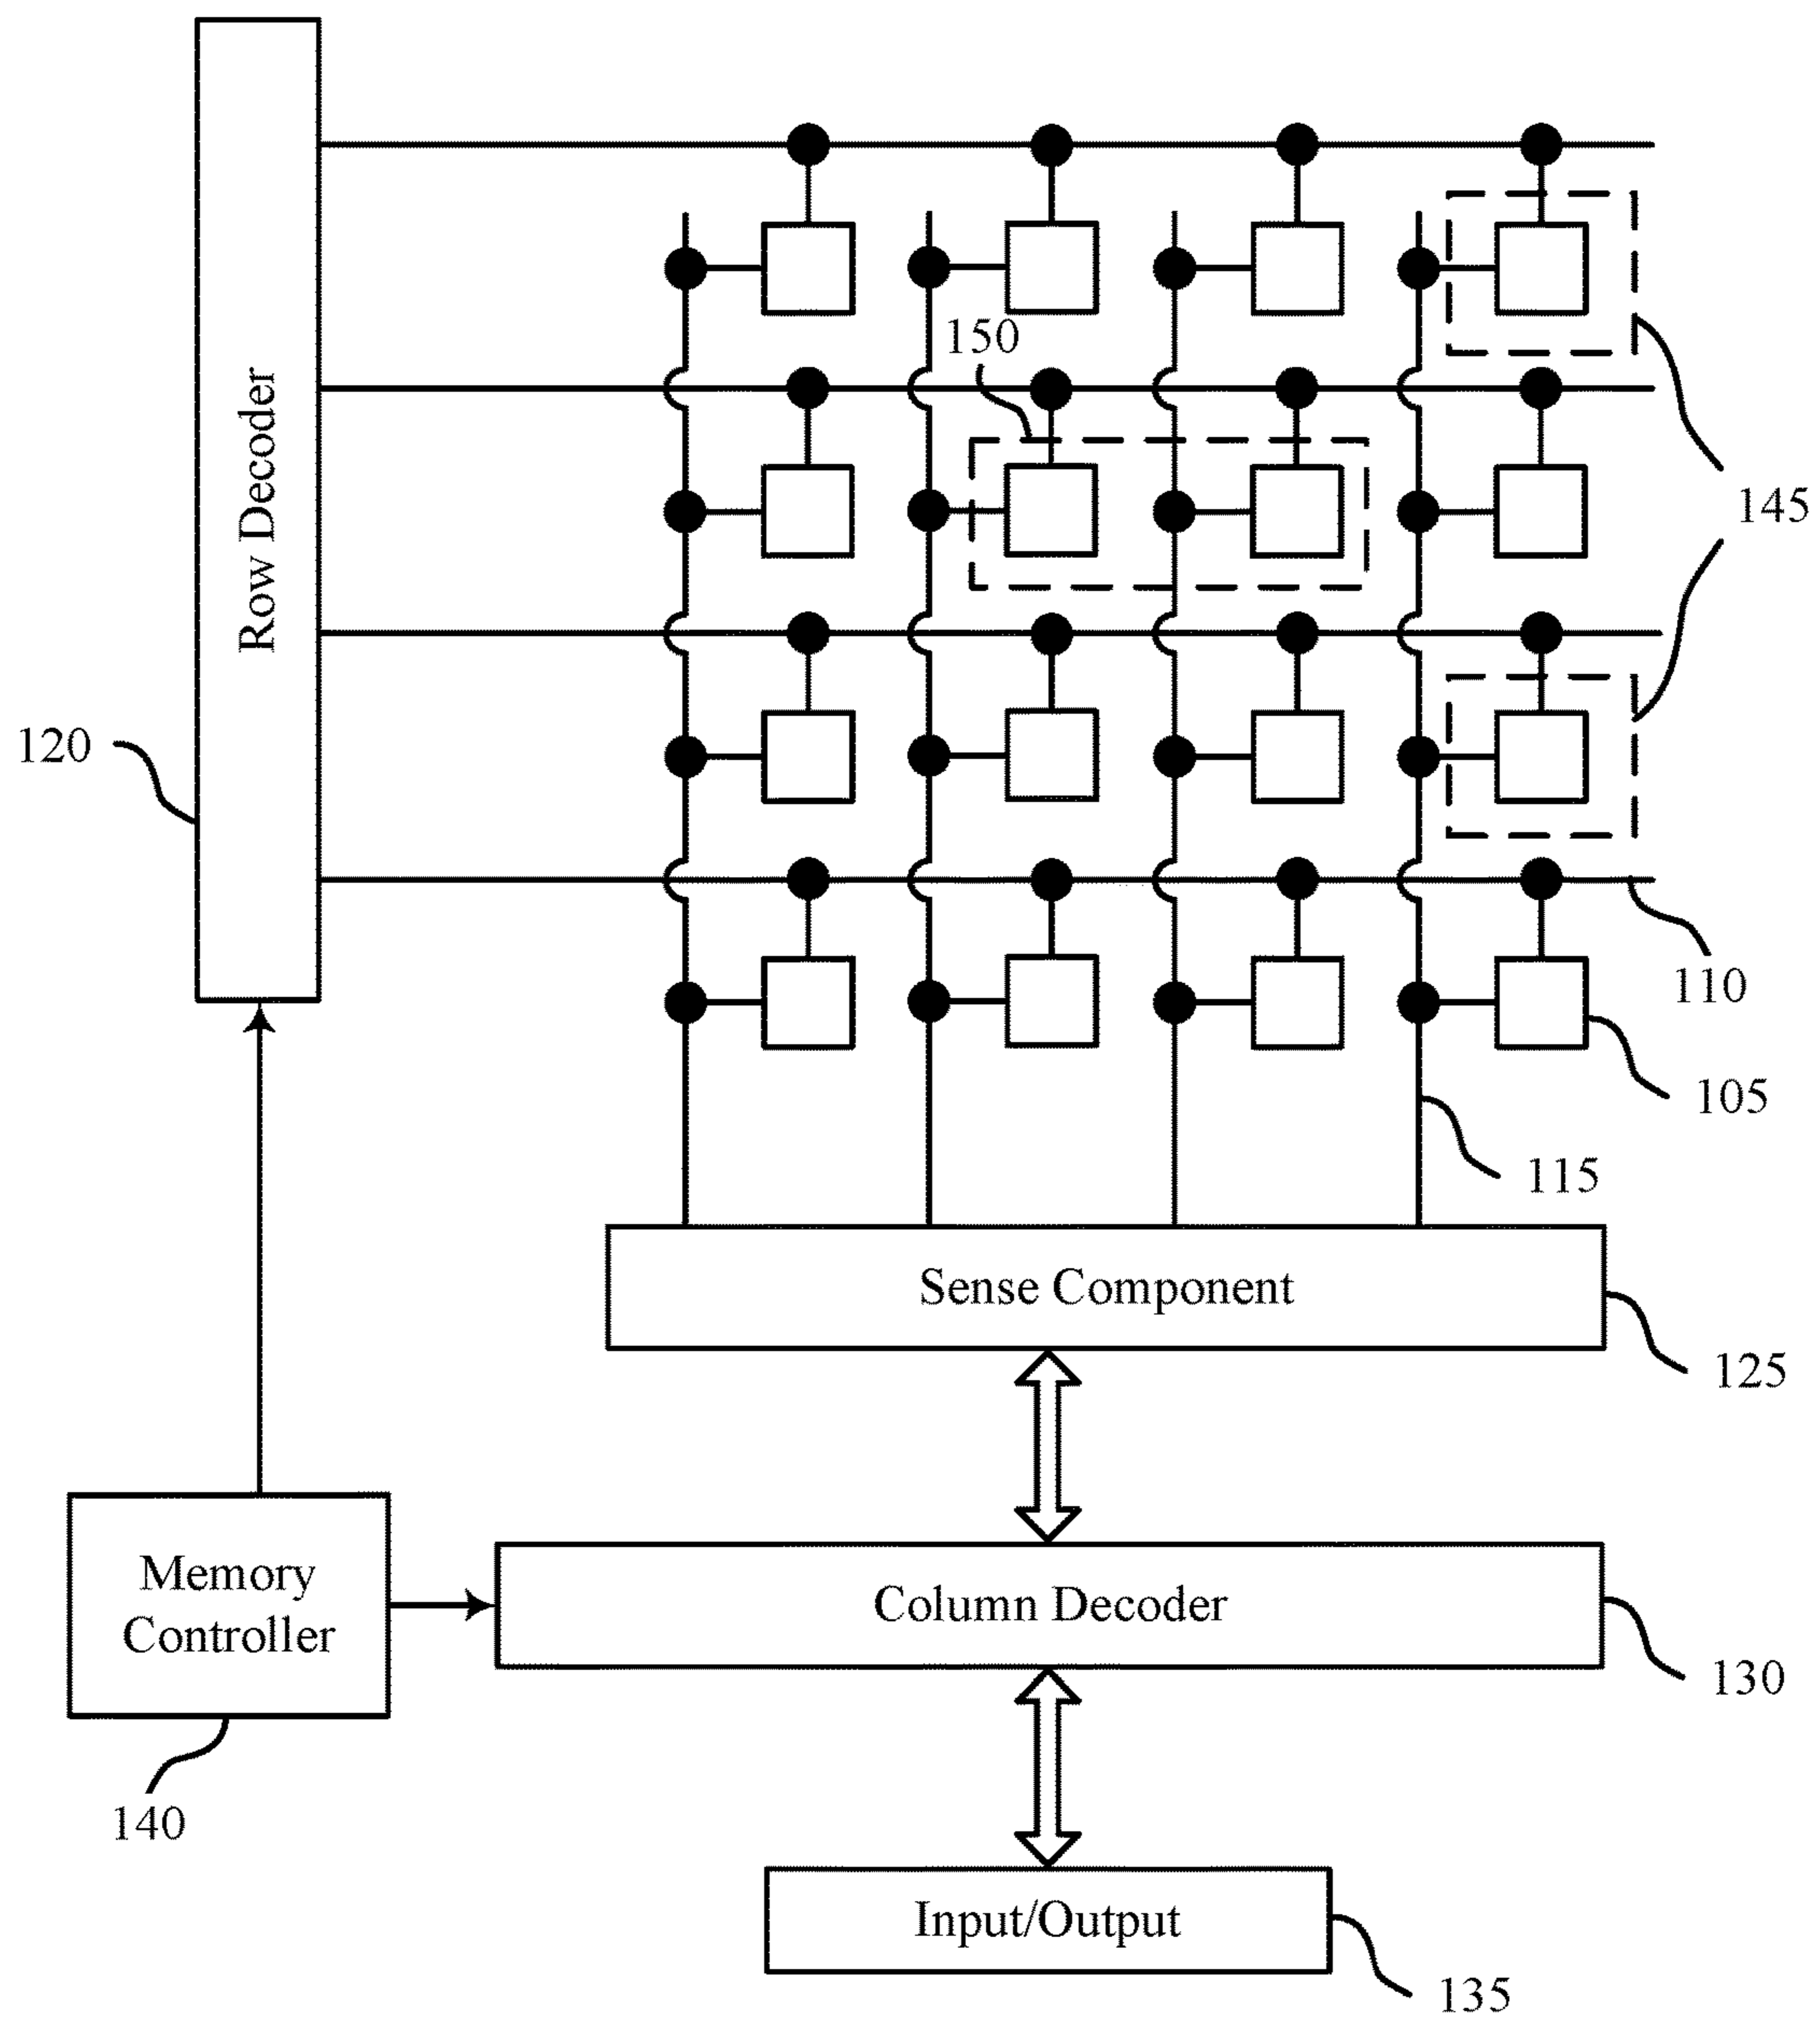 150
Row Decoder
145
120
110
105
115
Sense Component
125
Memory
Controller
Column Decoder
130
140
Input/Output
135